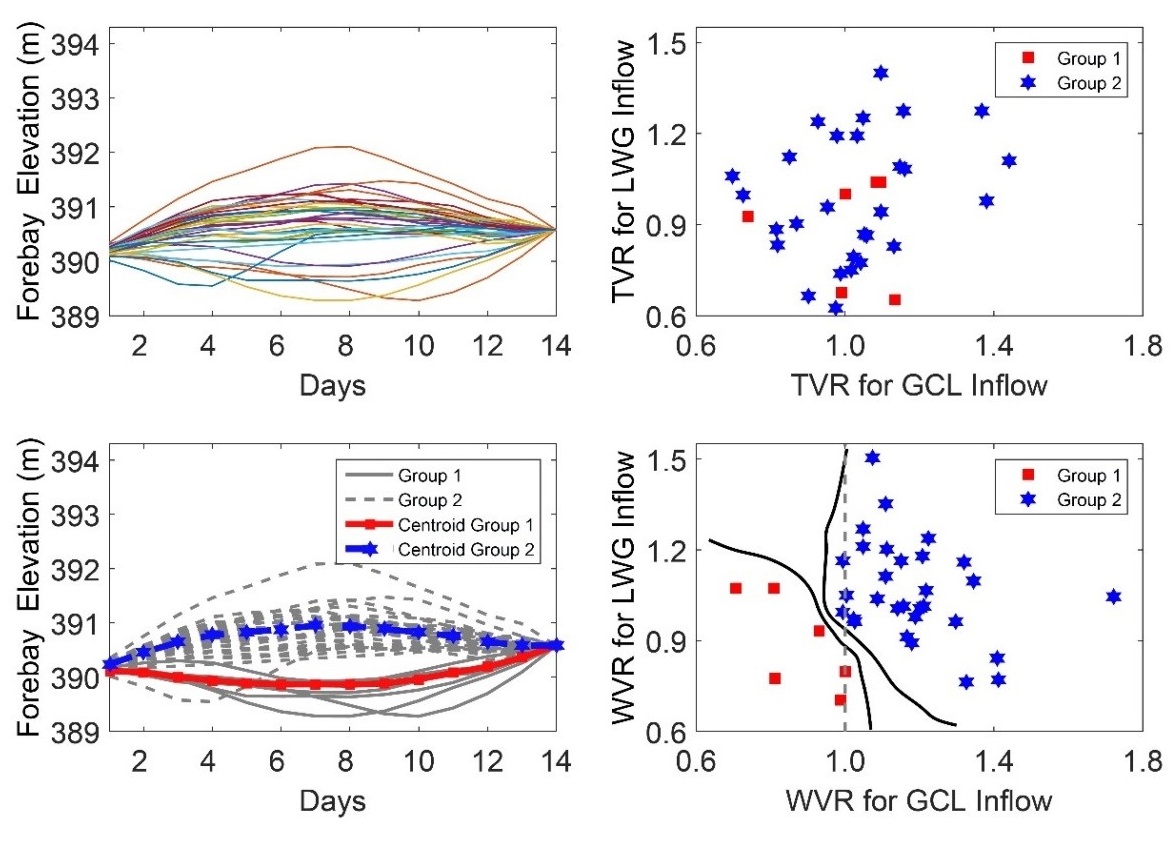 Forebay Elevation (m)
394
393
392
391
390
389
2 4 6 8 10 12 14
Days
TVR for LWG Inflow
1.5
1.2
0.9
0.6
0.6 1.0 1.4 1.8
TVR for GCL Inflow
Group 1
Group 2
Forebay Elevation (m)
394
393
392
391
390
389
2 4 6 8 10 12 14
Days
Group 1
Group 2
Centroid Group 1
Centroid Group 2
WVR for LWG Inflow
1.5
1.2
0.9
0.6
0.6 1.0 1.4 1.8
WVR for GCL Inflow
Group 1
Group 2